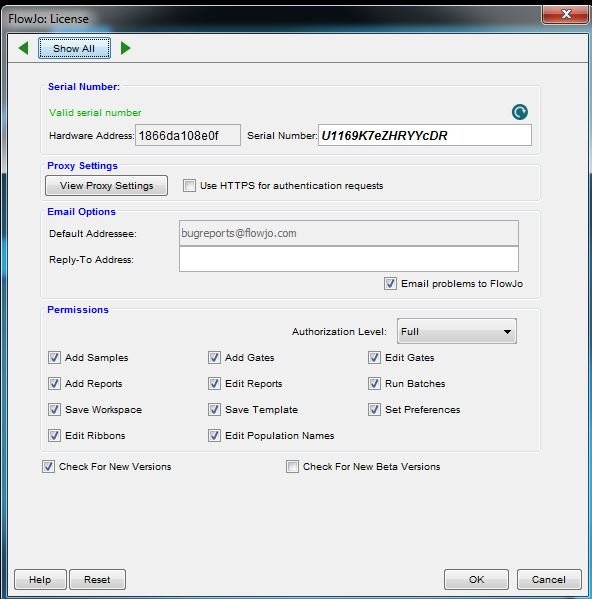 FlowJo: License
Show All
Serial Number:
Valid serial number
Hardware Address: 1866da108e0f Serial Number: U1169K7eZHRYYcDR
Proxy Settings
View Proxy Settings Use HTTPS for authentication requests
Email Options
Default Addressee: bugreports@flowjo.com
Reply-To Address:
Email problems to FlowJo
Permissions
Authorization Level: Full
Add Samples Add Gates Edit Gates
Add Reports Edit Reports Run Batches
Save Workspace Save Template Set Preferences
Edit Ribbons Edit Population Names
Check For New Versions Check For New Beta Versions
Help Reset OK Cancel